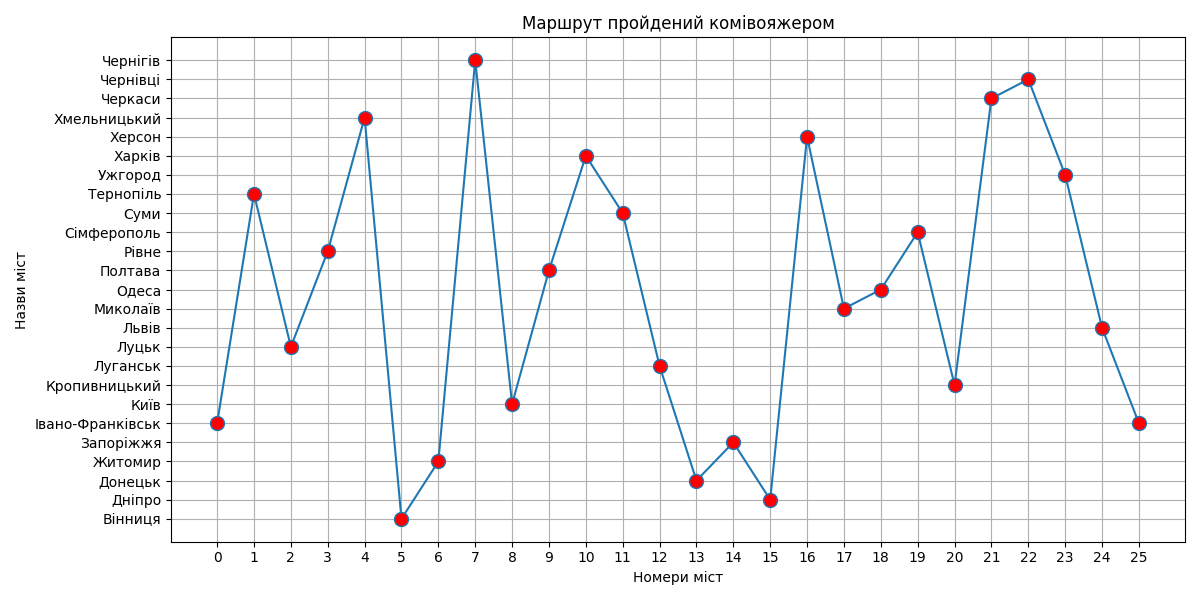 Маршрут пройдений комівояжером
Чернігів
Чернівці
Черкаси
Хмельницький
Херсон
Харків
Ужгород
Тернопіль
Суми
Сімферополь
Рівне
Полтава
Одеса
Миколаїв
Львів
Луцьк
Луганськ
Кропивницький
Київ
Івано-Франківськ
Запоріжжя
Житомир
Донецьк
Дніпро
Вінниця
Назви міст
0 1 2 3 4 5 6 7 8 9 10 11 12 13 14 15 16 17 18 19 20 21 22 23 24 25
Номери міст